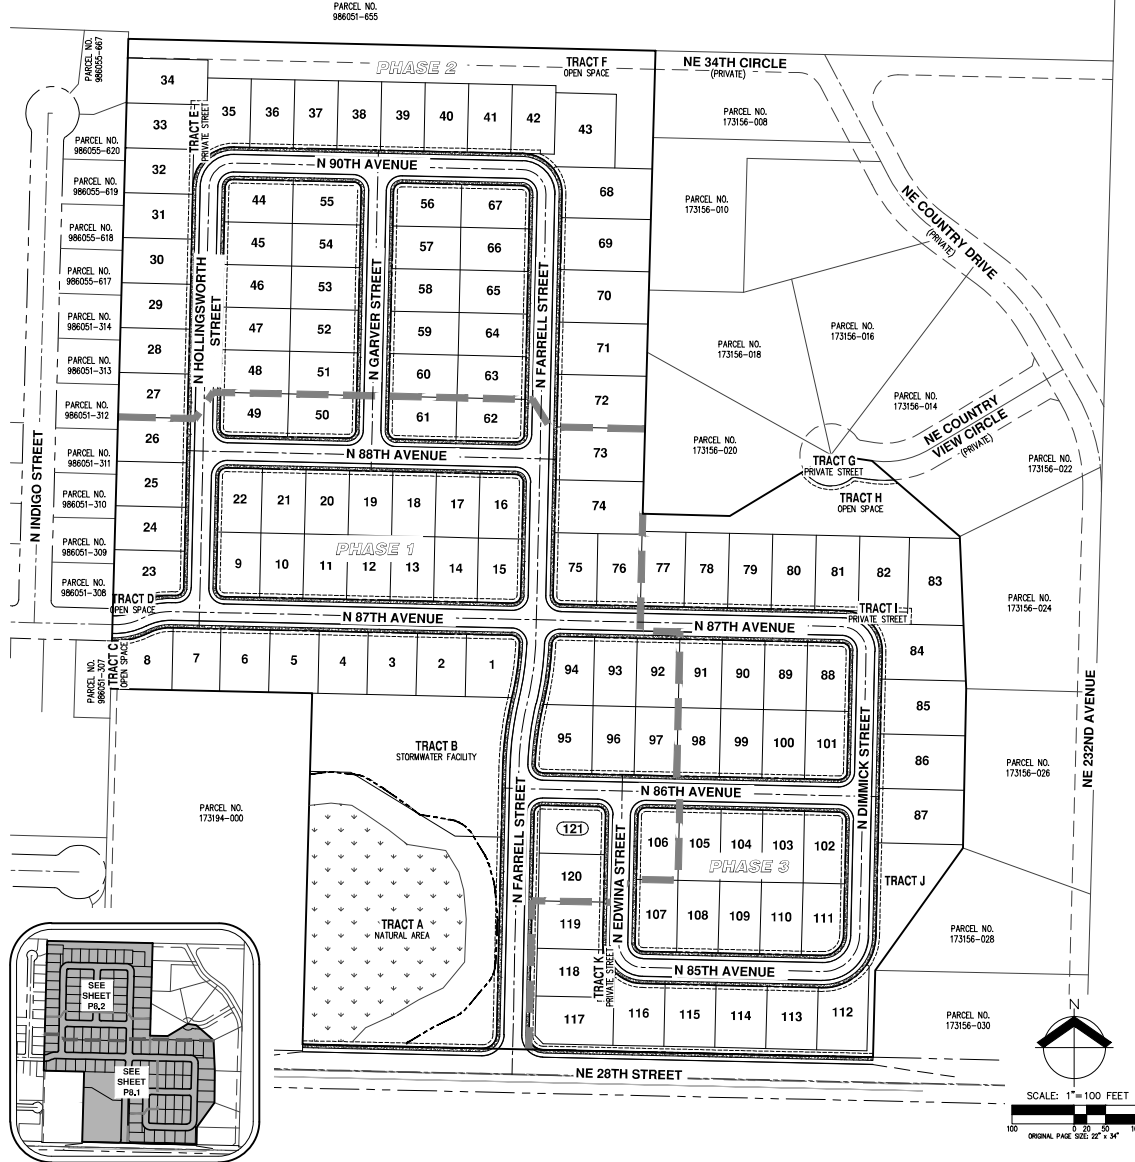 PARCEL NO.
986051-655
PARCEL NO.
986055-667
PHASE 2
TRACT F
OPEN SPACE
NE 34TH CIRCLE
(PRIVATE)
34
33
32
31
30
29
28
27
26
25
24
23
TRACT E
PRIVATE STREET
35
36
37
38
39
40
41
42
43
PARCEL NO.
173156-008
PARCEL NO.
986055-620
PARCEL NO.
986055-619
PARCEL NO.
986055-618
PARCEL NO.
986055-617
PARCEL NO.
986051-314
PARCEL NO.
986051-313
PARCEL NO.
986051-312
PARCEL NO.
986051-311
PARCEL NO.
986051-310
PARCEL NO.
986051-309
PARCEL NO.
986051-308
PARCEL NO.
986051-307
N INDIGO STREET
N 90TH AVENUE
N HOLLINGSWORTH
STREET
N GARVER STREET
N FARRELL STREET
44
55
45
54
46
53
47
52
48
51
49
50
56
67
57
66
58
65
59
64
60
63
61
62
68
69
70
71
72
73
74
PARCEL NO.
173156-010
NE COUNTRY DRIVE
(PRIVATE)
PARCEL NO.
173156-016
PARCEL NO.
173156-018
PARCEL NO.
173156-014
NE COUNTRY
VIEW CIRCLE
(PRIVATE)
PARCEL NO.
173156-020
PARCEL NO.
173156-022
TRACT G
PRIVATE STREET
TRACT H
OPEN SPACE
N 88TH AVENUE
22
21
20
19
18
17
16
PHASE 1
9
10
11
12
13
14
15
75
76
77
78
79
80
81
82
83
TRACT D
OPEN SPACE
N 87TH AVENUE
N 87TH AVENUE
TRACT I
PRIVATE STREET
PARCEL NO.
173156-024
TRACT C
OPEN SPACE
8
7
6
5
4
3
2
1
94
93
92
91
90
89
88
84
95
96
97
98
99
100
101
85
86
87
N DIMMICK STREET
NE 232ND AVENUE
TRACT B
STORMWATER FACILITY
PARCEL NO.
173156-026
PARCEL NO.
173194-000
N 86TH AVENUE
N FARRELL STREET
N EDWINA STREET
121
120
119
118
117
106
105
104
103
102
PHASE 3
107
108
109
110
111
TRACT J
TRACT A
NATURAL AREA
PARCEL NO.
173156-028
TRACT K
PRIVATE STREET
N 85TH AVENUE
116
115
114
113
112
PARCEL NO.
173156-030
NE 28TH STREET
SEE
SHEET
P8.2
SEE
SHEET
P8.1
N
SCALE: 1"=100 FEET
100
0
20
50
ORIGINAL PAGE SIZE: 22" x 34"